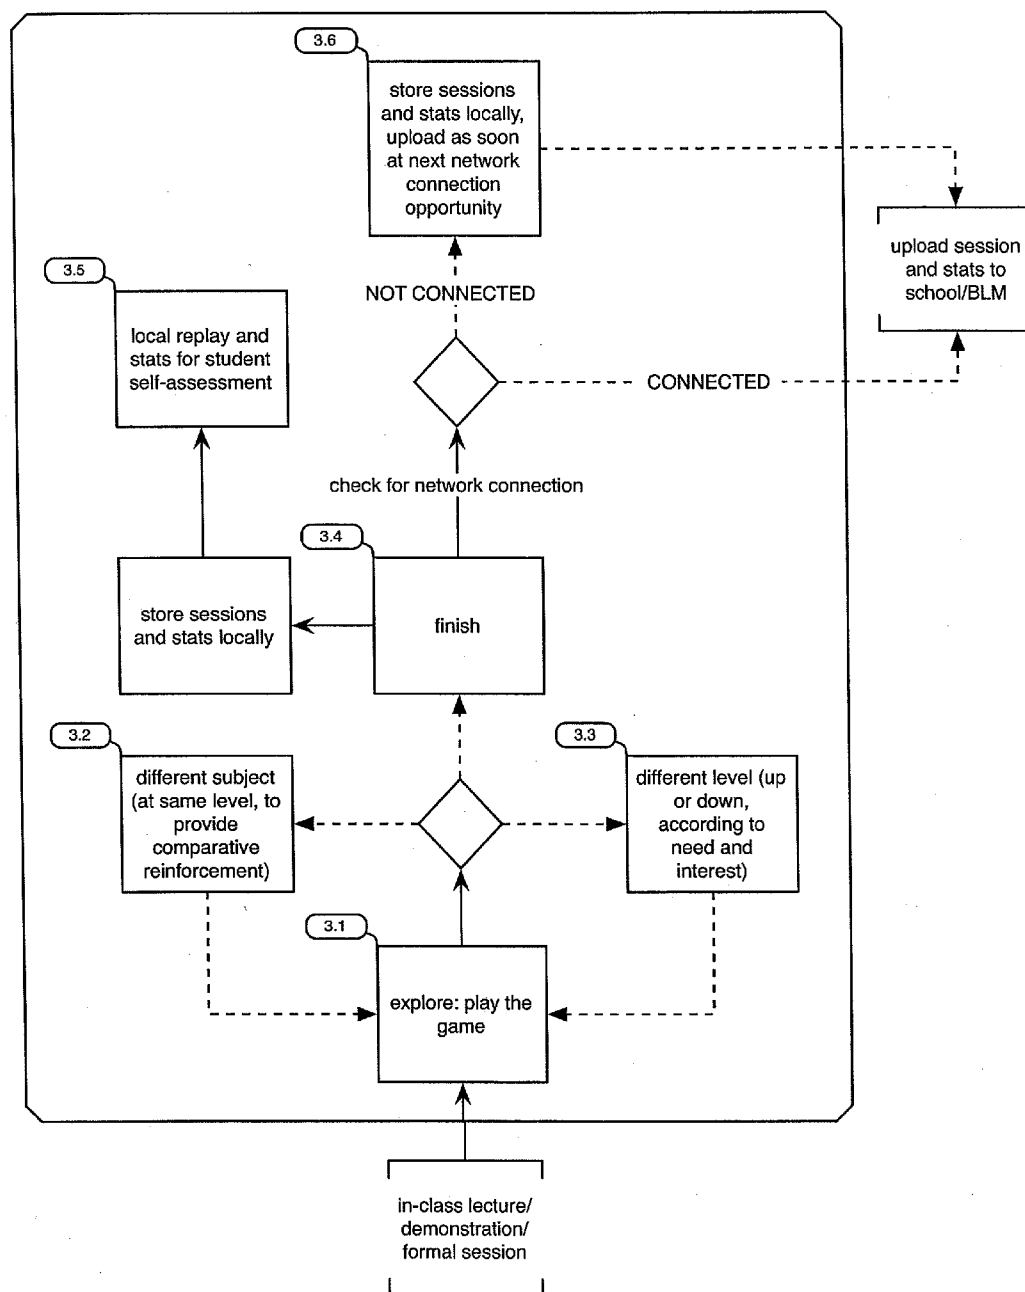 3.6
store sessions
and stats locally,
upload as soon
at next network
connection
opportunity
upload session
and stats to
school/BLM
3.5
NOT CONNECTED
local replay and
stats for student
self-assessment
CONNECTED
check for network connection
3.4
store sessions
and stats locally
finish
3.2
3.3
different subject
(at same level, to
provide
comparative
reinforcement)
different level (up
or down,
according to
need and
interest)
3.1
explore: play the
game
in-class lecture/
demonstration/
formal session